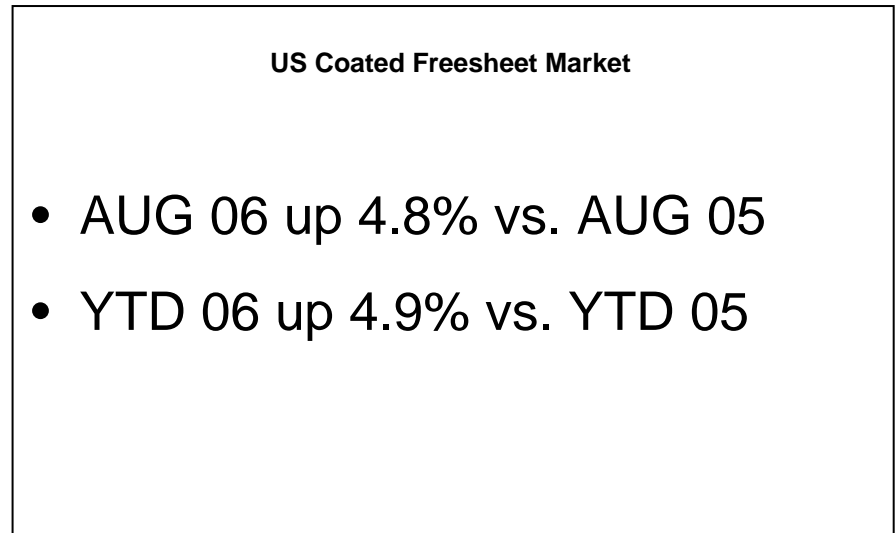 US Coated Freesheet Market
• AUG 06 up 4.8% vs. AUG 05
• YTD 06 up 4.9% vs. YTD 05